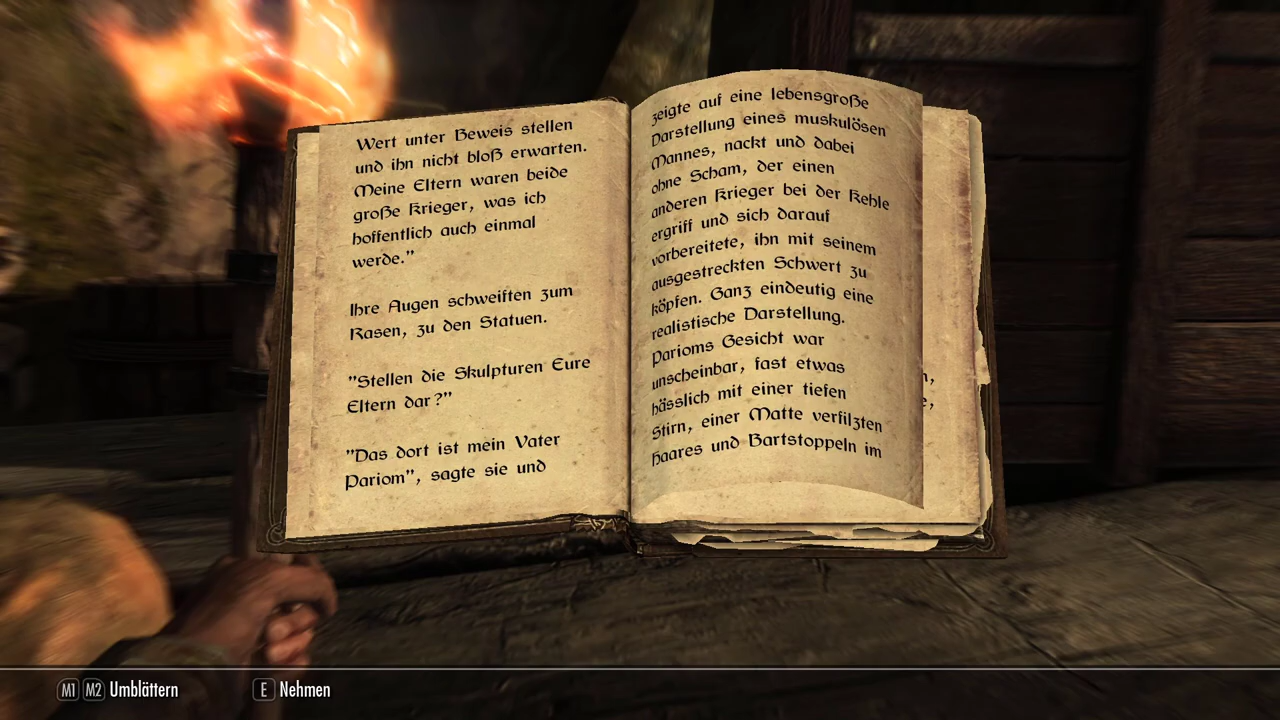 Wert unter Beweis stellen
und ihn nicht bloß erwarten.
Meine Eltern waren beide
große Krieger, was ich
hoffentlich auch einmal
werde."
Ihre Augen schweiften zum
Rasen, zu den Statuen.
"Stellen die Skulpturen Eure
Eltern dar?"
"Das dort ist mein Vater
Pariom", sagte sie und
zeigte auf eine lebensgroße
Darstellung eines muskulösen
Mannes, nackt und dabei
ohne Scham, der einen
anderen Krieger bei der Kehle
ergriff und sich darauf
vorbereitete, ihn mit seinem
ausgestreckten Schwert zu
köpfen. Ganz eindeutig eine
realistische Darstellung.
Parioms Gesicht war
unscheinbar, fast etwas
hässlich mit einer tiefen
Stirn, einer Matte verfilzten
Haares und Bartstoppeln im
M1 M2 Umblättern
E Nehmen